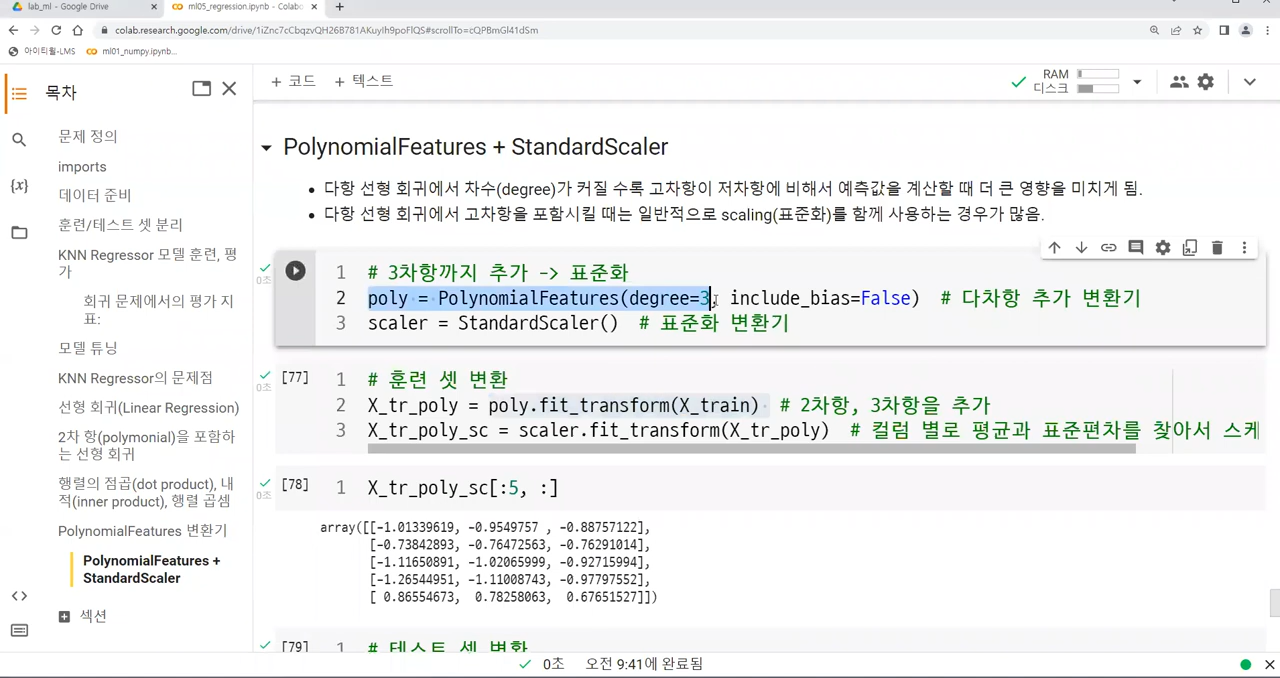 lab_ml - Google Drive
ml05_regression.ipynb - Colabo
colab.research.google.com/drive/1iZnc7cCbqzvQH268781AKuyIh9poFlQS#scrollTo=cQPBmGl41dSm
아이티윌-LMS
ml01_numpy.ipynb...
목차
+ 코드 + 텍스트
RAM
디스크
문제 정의
imports
데이터 준비
훈련/테스트 셋 분리
KNN Regressor 모델 훈련, 평
가
회귀 문제에서의 평가 지
표:
모델 튜닝
KNN Regressor의 문제점
선형 회귀(Linear Regression)
2차 항(polymonial)을 포함하
는 선형 회귀
행렬의 점곱(dot product), 내
적(inner product), 행렬 곱셈
PolynomialFeatures 변환기
PolynomialFeatures +
StandardScaler
섹션
PolynomialFeatures + StandardScaler
• 다항 선형 회귀에서 차수(degree)가 커질 수록 고차항이 저차항에 비해서 예측값을 계산할 때 더 큰 영향을 미치게 됨.
• 다항 선형 회귀에서 고차항을 포함시킬 때는 일반적으로 scaling(표준화)를 함께 사용하는 경우가 많음.
0초
1 # 3차항까지 추가 -> 표준화
2 poly = PolynomialFeatures(degree=3, include_bias=False) # 다차항 추가 변환기
3 scaler = StandardScaler() # 표준화 변환기
0초
[77]
1 # 훈련 셋 변환
2 X_tr_poly = poly.fit_transform(X_train) # 2차항, 3차항을 추가
3 X_tr_poly_sc = scaler.fit_transform(X_tr_poly) # 컬럼 별로 평균과 표준편차를 찾아서 스케
0초
[78] 1 X_tr_poly_sc[:5, :]
array([[-1.01339619, -0.9549757 , -0.88757122],
[-0.73842893, -0.76472563, -0.76291014],
[-1.11650891, -1.02065999, -0.92715994],
[-1.26544951, -1.11008743, -0.97797552],
[ 0.86554673, 0.78258063, 0.67651527]])
[79] 1 # 테스트 셋 변환
0초 오전 9:41에 완료됨